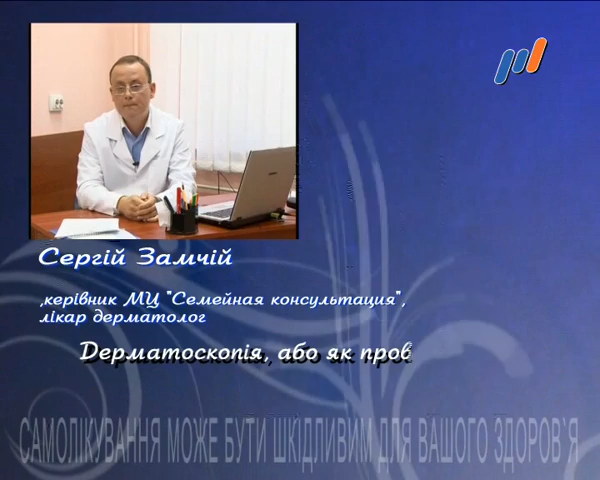 Сергій Замчій
,керівник МЦ "Семейная консультация",
лікар дерматолог
Дерматоскопія, або як пров
САМОЛІКУВАННЯ МОЖЕ БУТИ ШКІДЛИВИМ ДЛЯ ВАШОГО ЗДОРОВ`Я